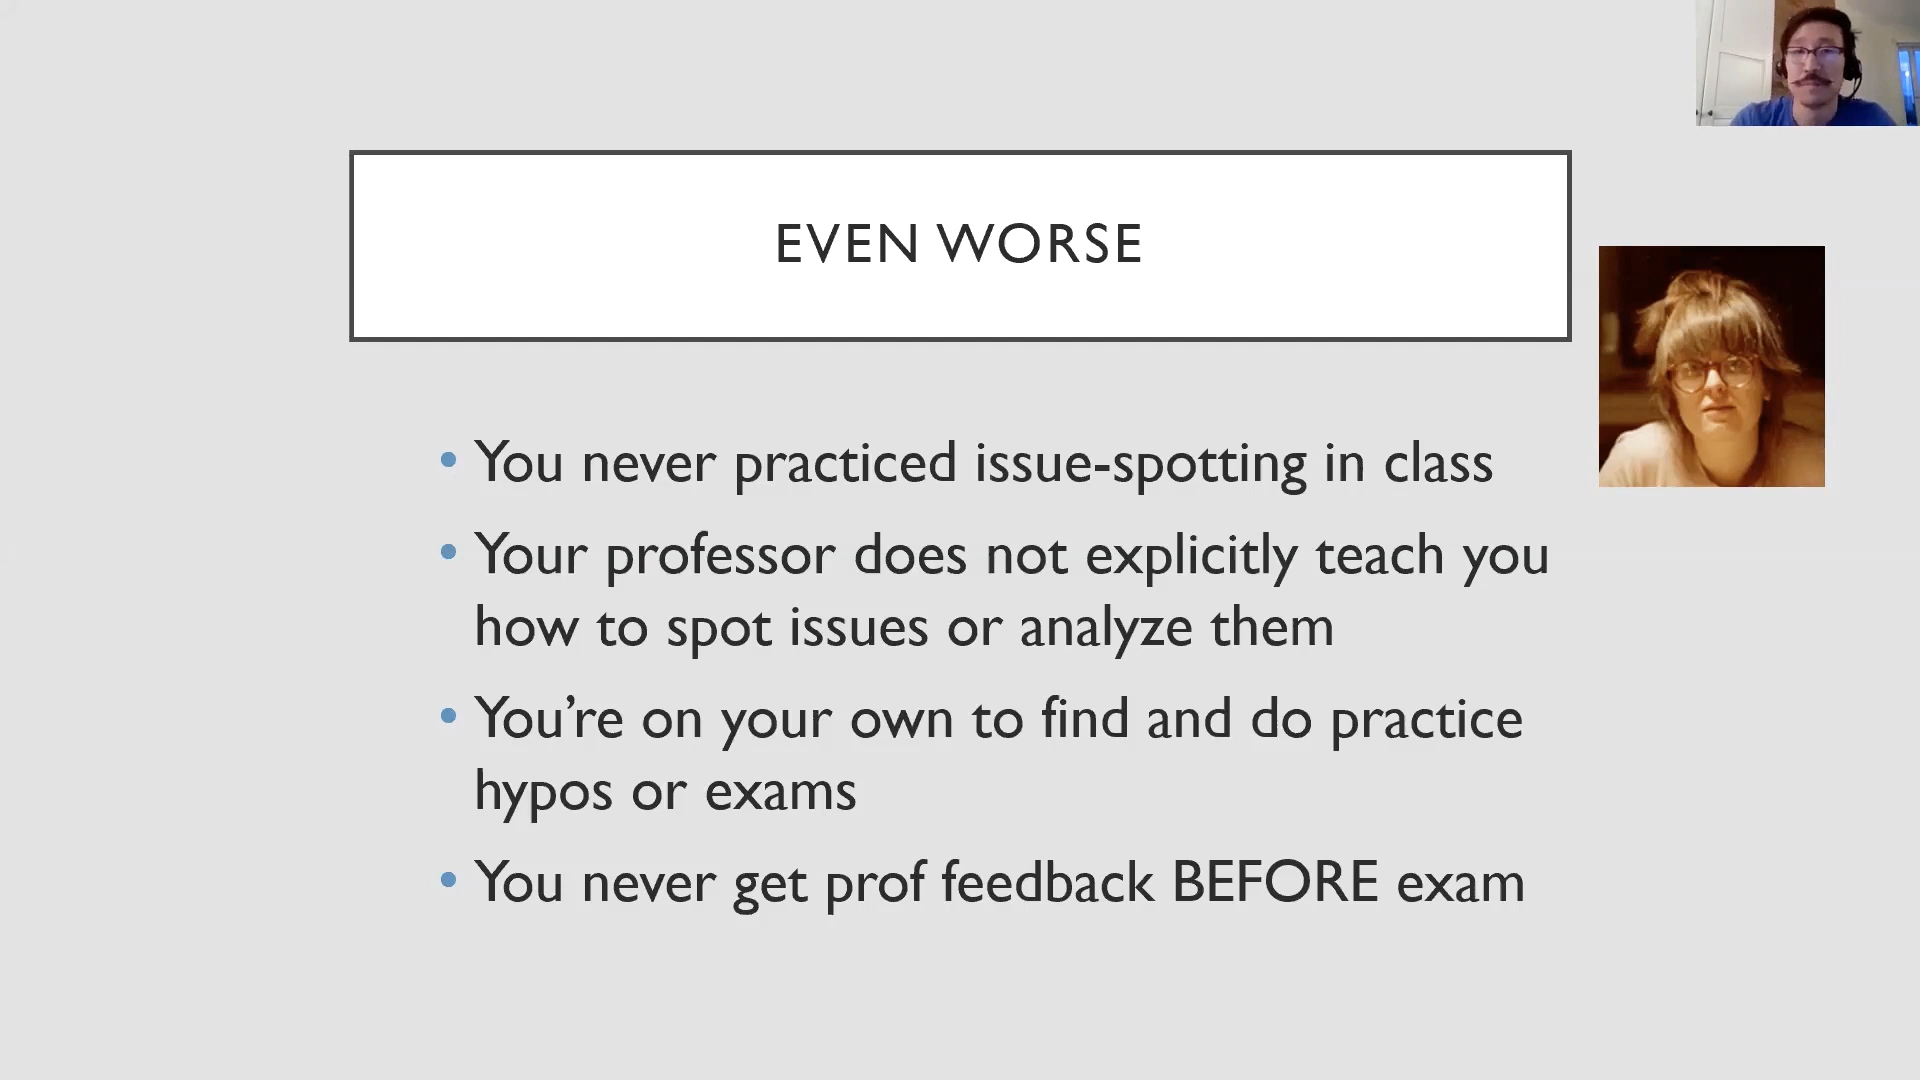 EVEN WORSE
• You never practiced issue-spotting in class
• Your professor does not explicitly teach you
how to spot issues or analyze them
• You’re on your own to find and do practice
hypos or exams
• You never get prof feedback BEFORE exam